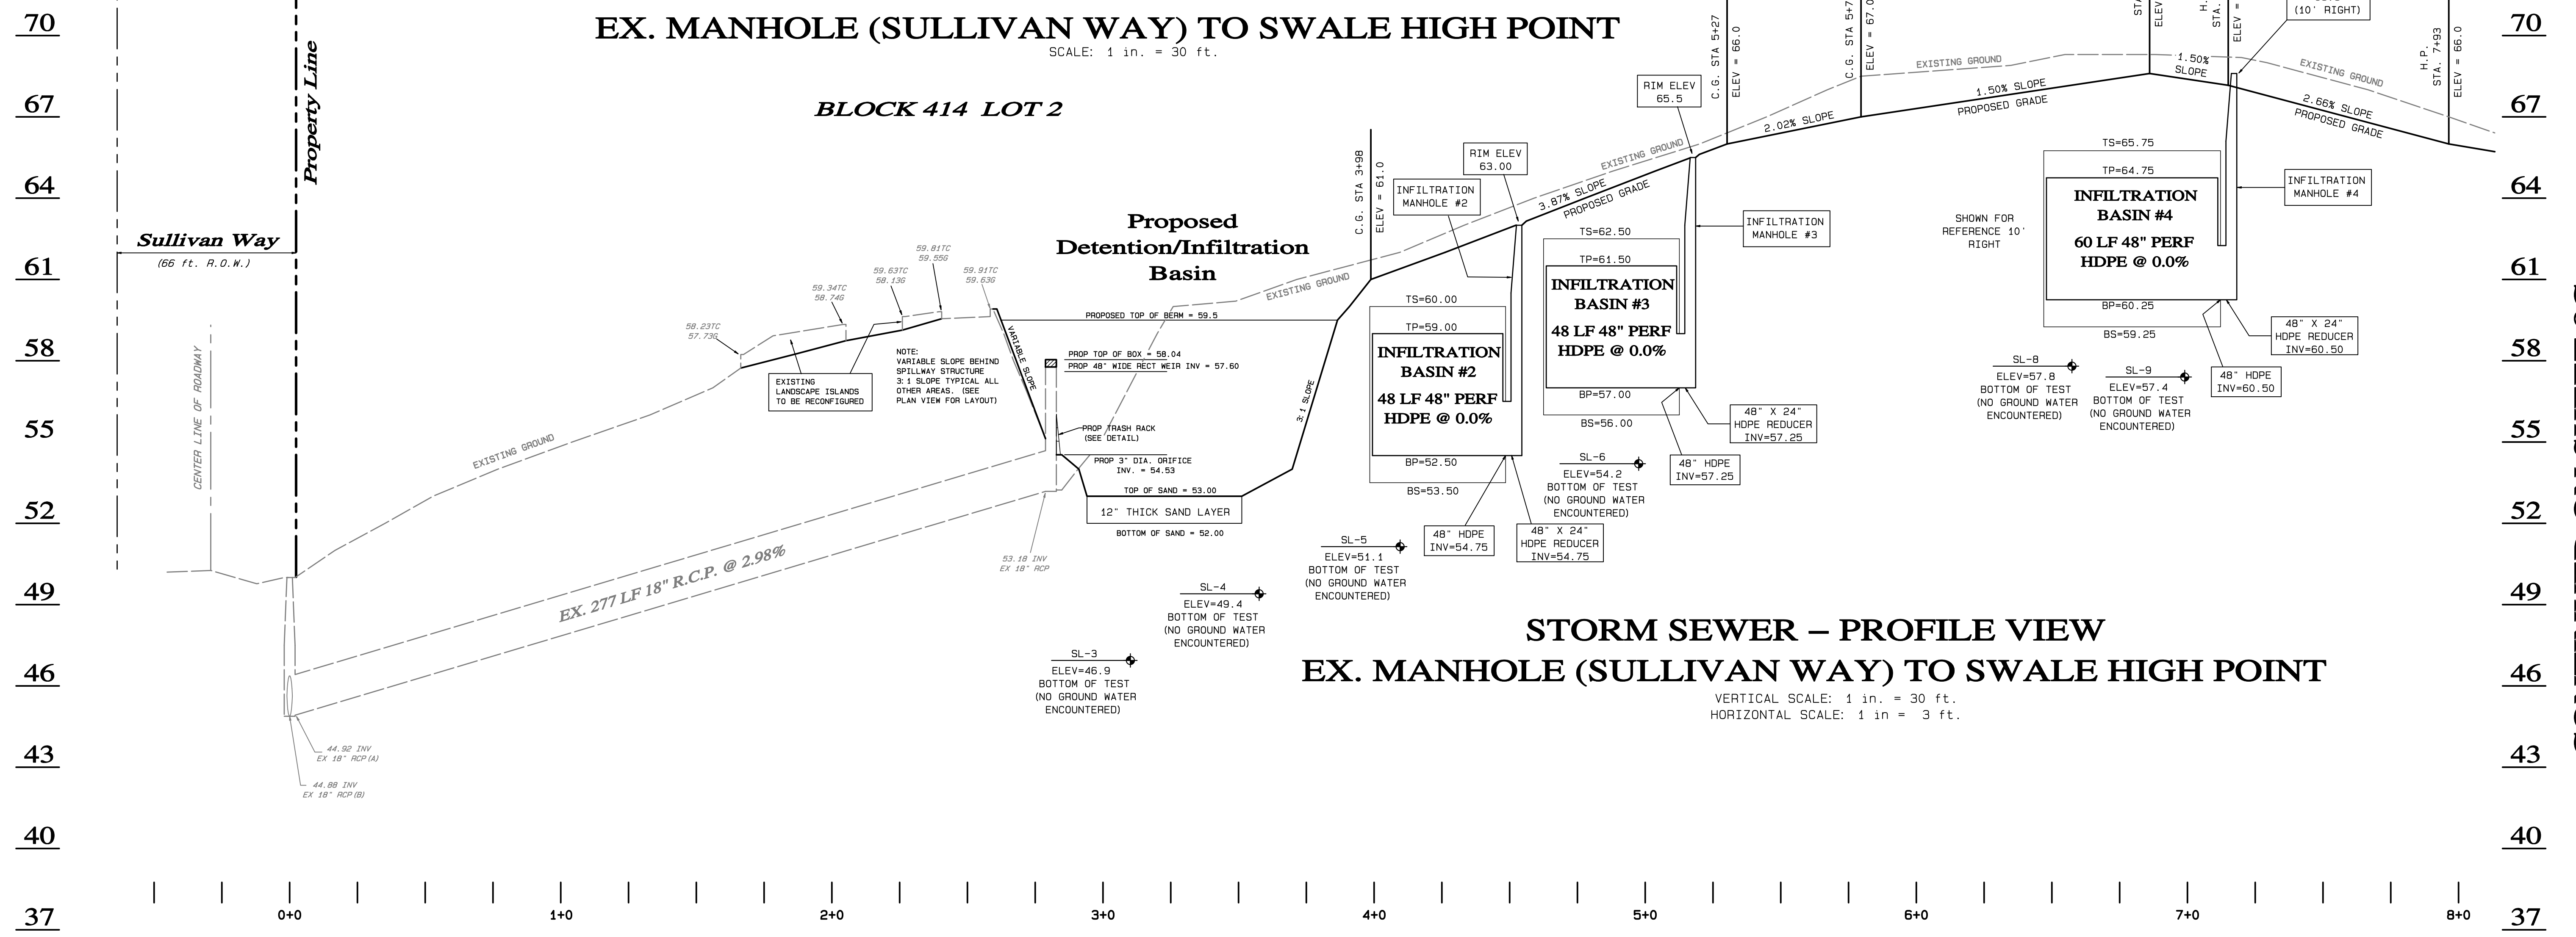 70
67
64
61
58
55
52
49
46
43
40
37
EX. MANHOLE (SULLIVAN WAY) TO SWALE HIGH POINT
SCALE: 1 in. = 30 ft.
BLOCK 414 LOT 2
Property Line
Sullivan Way
(66 ft. R.O.W.)
CENTER LINE OF ROADWAY
EXISTING GROUND
58.23TC
57.73G
59.34TC
58.74G
59.63TC
58.13G
59.81TC
59.55G
59.91TC
59.63G
EXISTING
LANDSCAPE ISLANDS
TO BE RECONFIGURED
NOTE:
VARIABLE SLOPE BEHIND
SPILLWAY STRUCTURE
3:1 SLOPE TYPICAL ALL
OTHER AREAS. (SEE
PLAN VIEW FOR LAYOUT)
VARIABLE SLOPE
Proposed
Detention/Infiltration
Basin
EXISTING GROUND
PROPOSED TOP OF BERM = 59.5
PROP TOP OF BOX = 58.04
PROP 48" WIDE RECT WEIR INV = 57.60
PROP TRASH RACK
(SEE DETAIL)
PROP 3" DIA. ORIFICE
INV. = 54.53
3:1 SLOPE
TOP OF SAND = 53.00
12" THICK SAND LAYER
BOTTOM OF SAND = 52.00
53.18 INV
EX 18" RCP
EX. 277 LF 18" R.C.P. @ 2.98%
44.92 INV
EX 18" RCP(A)
44.88 INV
EX 18" RCP(B)
SL-3
ELEV=46.9
BOTTOM OF TEST
(NO GROUND WATER
ENCOUNTERED)
SL-4
ELEV=49.4
BOTTOM OF TEST
(NO GROUND WATER
ENCOUNTERED)
SL-5
ELEV=51.1
BOTTOM OF TEST
(NO GROUND WATER
ENCOUNTERED)
C.G. STA 3+98
ELEV = 61.0
INFILTRATION
MANHOLE #2
RIM ELEV
63.00
TS=60.00
TP=59.00
INFILTRATION
BASIN #2
48 LF 48" PERF
HDPE @ 0.0%
BP=52.50
BS=53.50
48" HDPE
INV=54.75
48" X 24"
HDPE REDUCER
INV=54.75
3.87% SLOPE
PROPOSED GRADE
EXISTING GROUND
RIM ELEV
65.5
C.G. STA 5+27
ELEV = 66.0
TS=62.50
TP=61.50
INFILTRATION
BASIN #3
48 LF 48" PERF
HDPE @ 0.0%
BP=57.00
BS=56.00
INFILTRATION
MANHOLE #3
48" X 24"
HDPE REDUCER
INV=57.25
48" HDPE
INV=57.25
SL-6
ELEV=54.2
BOTTOM OF TEST
(NO GROUND WATER
ENCOUNTERED)
2.02% SLOPE
C.G. STA 5+7
ELEV = 67.0
EXISTING GROUND
1.50% SLOPE
PROPOSED GRADE
STA
ELEV
1.50%
SLOPE
H.
STA.
ELEV =
(10' RIGHT)
EXISTING GROUND
2.66% SLOPE
PROPOSED GRADE
H.P.
STA. 7+93
ELEV = 66.0
TS=65.75
TP=64.75
INFILTRATION
BASIN #4
60 LF 48" PERF
HDPE @ 0.0%
BP=60.25
BS=59.25
SHOWN FOR
REFERENCE 10'
RIGHT
INFILTRATION
MANHOLE #4
48" X 24"
HDPE REDUCER
INV=60.50
48" HDPE
INV=60.50
SL-8
ELEV=57.8
BOTTOM OF TEST
(NO GROUND WATER
ENCOUNTERED)
SL-9
ELEV=57.4
BOTTOM OF TEST
(NO GROUND WATER
ENCOUNTERED)
STORM SEWER – PROFILE VIEW
EX. MANHOLE (SULLIVAN WAY) TO SWALE HIGH POINT
VERTICAL SCALE: 1 in. = 30 ft.
HORIZONTAL SCALE: 1 in = 3 ft.
70
67
64
61
58
55
52
49
46
43
40
37
0+0
1+0
2+0
3+0
4+0
5+0
6+0
7+0
8+0